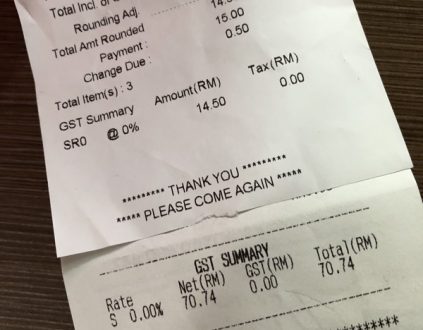 Total Incl. of
Rounding Adj.
Total Amt Rounded 14.5
Payment : 15.00
Change Due : 0.50
Total Item(s) : 3
GST Summary Amount(RM) Tax(RM)
SR0 @ 0% 14.50 0.00
********* THANK YOU *********
***** PLEASE COME AGAIN *****
GST SUMMARY
Rate Net(RM) GST(RM) Total(RM)
S 0.00% 70.74 0.00 70.74